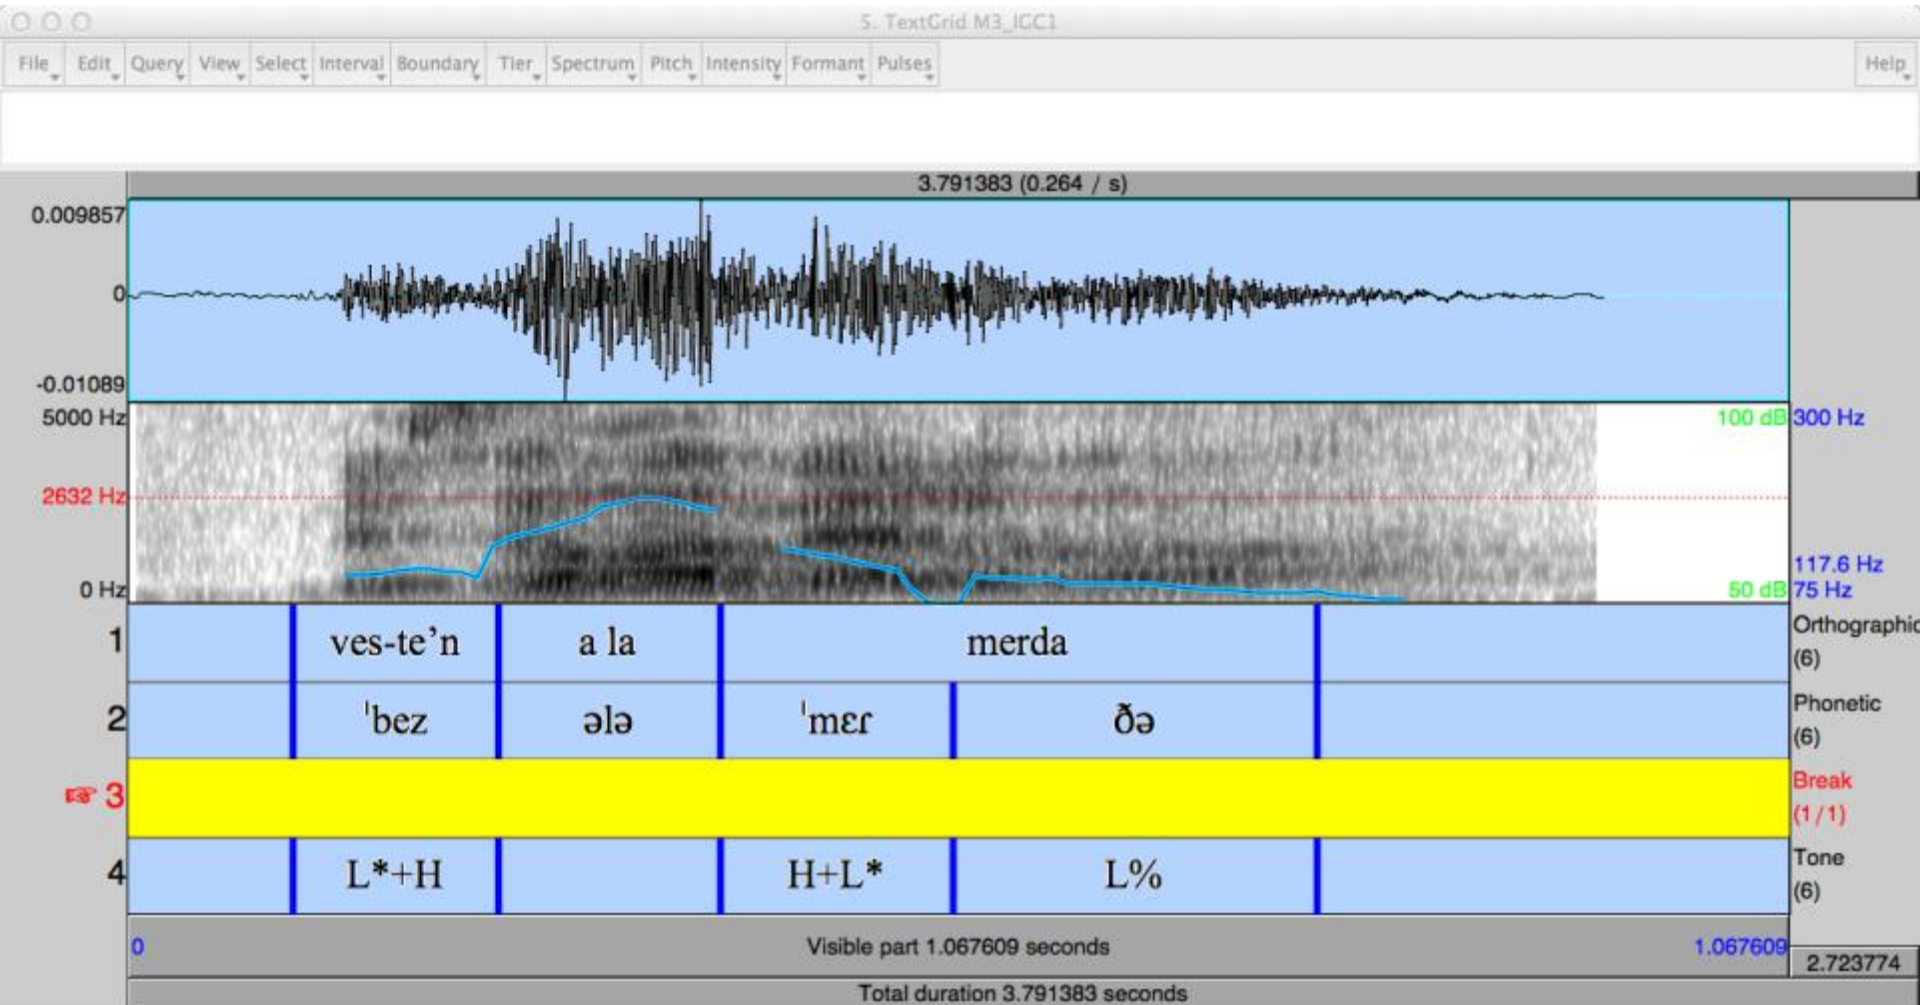 5. TextGrid M3_IGC1
File Edit Query View Select Interval Boundary Tier Spectrum Pitch Intensity Formant Pulses Help
3.791383 (0.264 / s)
0.009857
0
-0.01089
5000 Hz 100 dB 300 Hz
2632 Hz
117.6 Hz
0 Hz 50 dB 75 Hz
1 ves-te’n a la merda Orthographic
(6)
2 ˈbez ələ ˈmɛɾ ðə Phonetic
(6)
☞ 3 Break
(1/1)
4 L*+H H+L* L% Tone
(6)
0 Visible part 1.067609 seconds 1.067609
2.723774
Total duration 3.791383 seconds